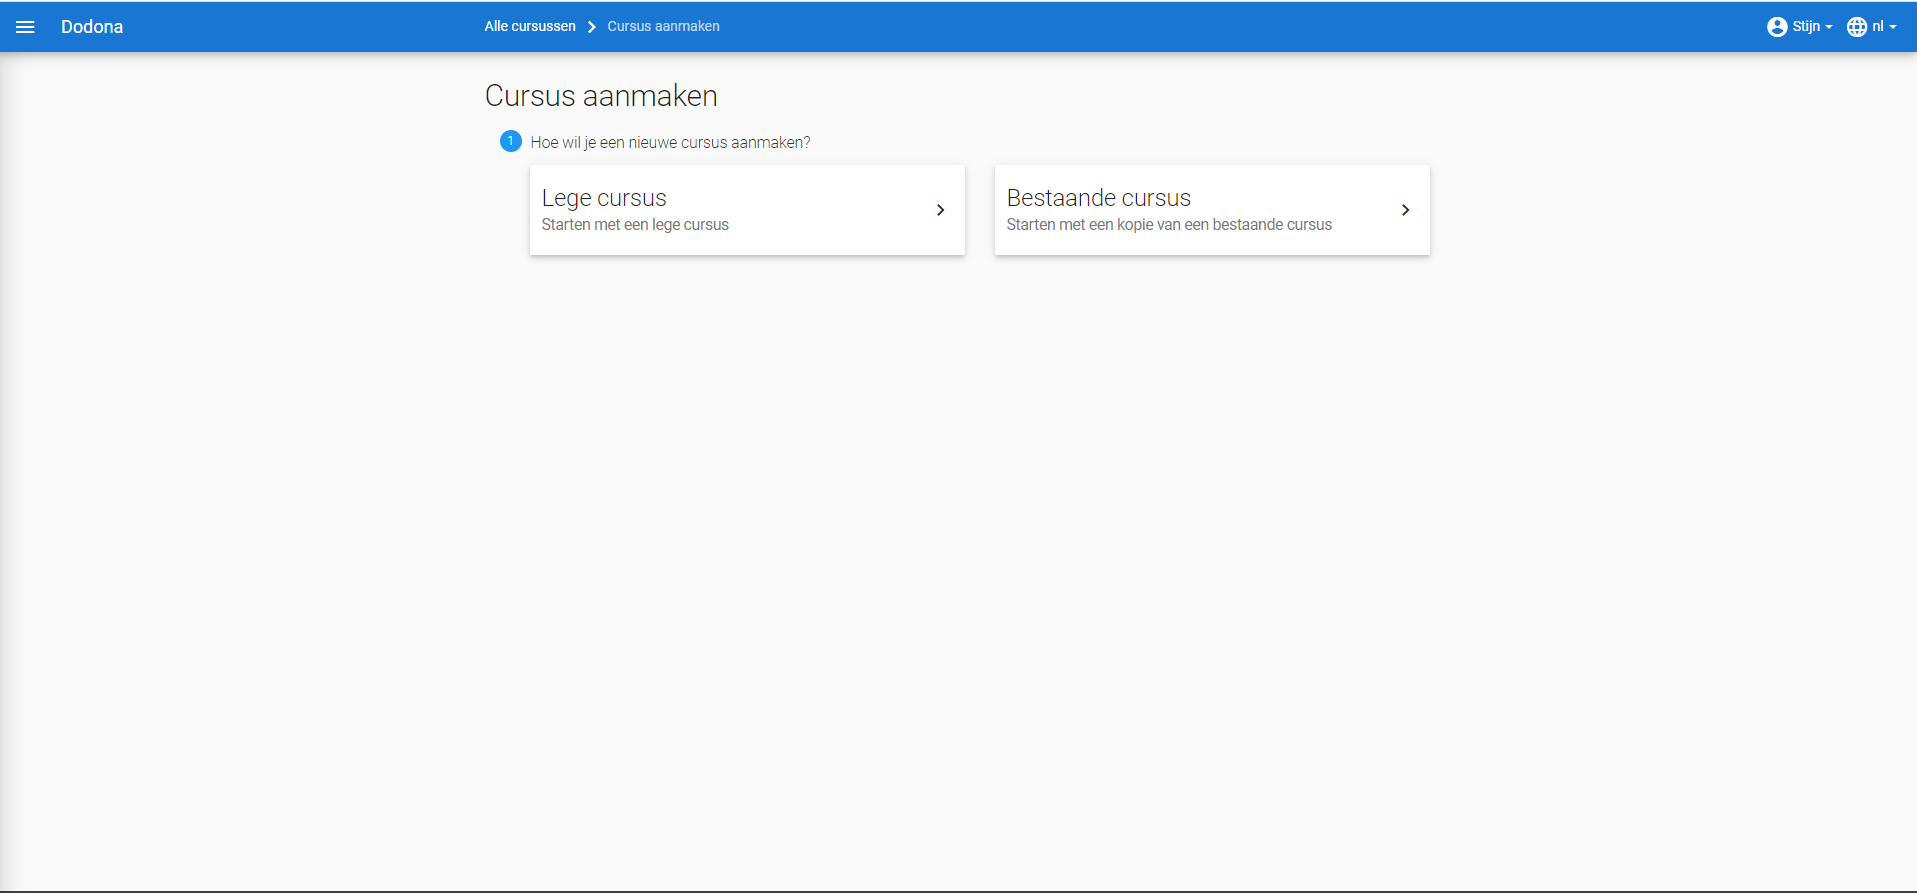 Dodona
Alle cursussen
Cursus aanmaken
Stijn
nl
Cursus aanmaken
1 Hoe wil je een nieuwe cursus aanmaken?
Lege cursus
Starten met een lege cursus
Bestaande cursus
Starten met een kopie van een bestaande cursus